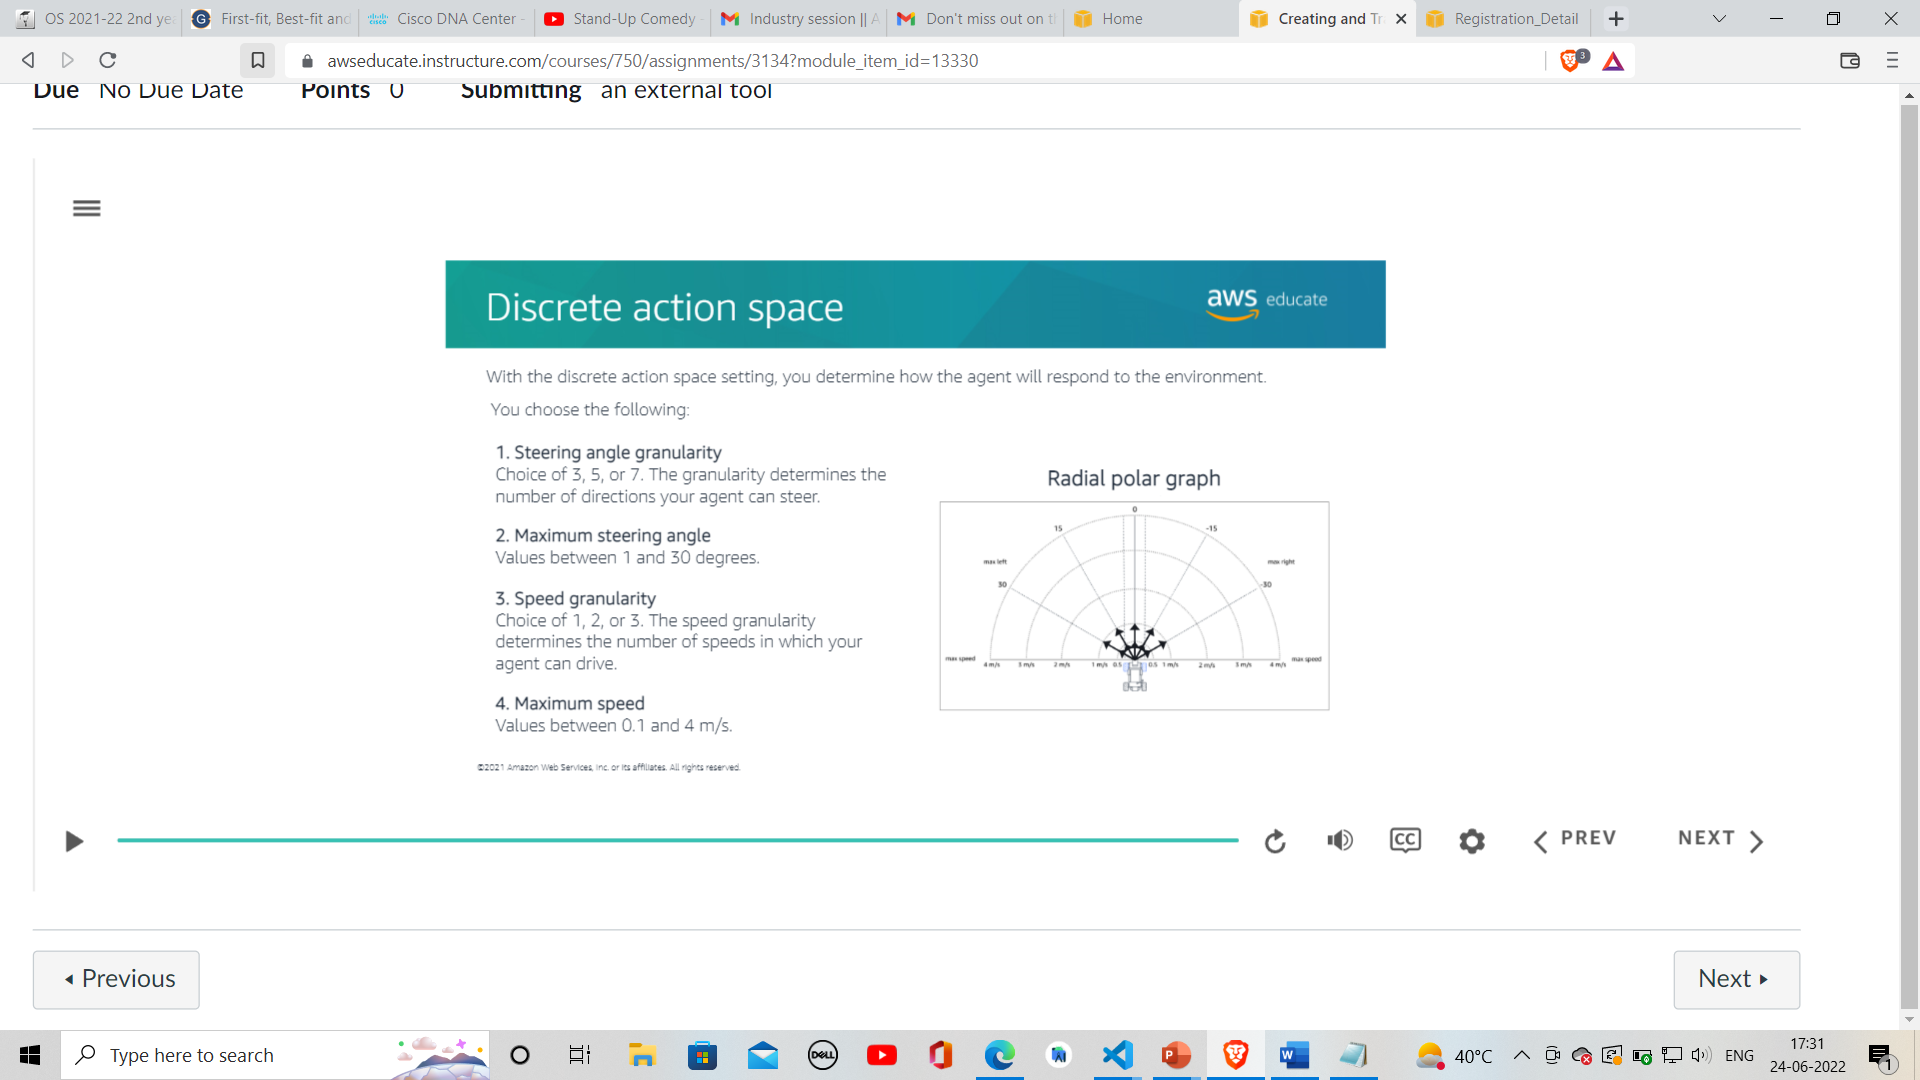 OS 2021-22 2nd ye
First-fit, Best-fit and
Cisco DNA Center -
Stand-Up Comedy -
Industry session || A
Don't miss out on t
Home
Creating and Tr
Registration_Detail
awseducate.instructure.com/courses/750/assignments/3134?module_item_id=13330
3
Due No Due Date Points 0 Submitting an external tool
Discrete action space
aws educate
With the discrete action space setting, you determine how the agent will respond to the environment.
You choose the following:
1. Steering angle granularity
Choice of 3, 5, or 7. The granularity determines the
number of directions your agent can steer.
2. Maximum steering angle
Values between 1 and 30 degrees.
3. Speed granularity
Choice of 1, 2, or 3. The speed granularity
determines the number of speeds in which your
agent can drive.
4. Maximum speed
Values between 0.1 and 4 m/s.
Radial polar graph
0
15 -15
max left max right
30 -30
max speed 4 m/s 3 m/s 2 m/s 1 m/s 0.5 0.5 1 m/s 2 m/s 3 m/s 4 m/s max speed
©2021 Amazon Web Services, Inc. or its affiliates. All rights reserved.
CC
PREV
NEXT
Previous
Next
Type here to search
DELL
40°C
ENG
17:31
24-06-2022
1